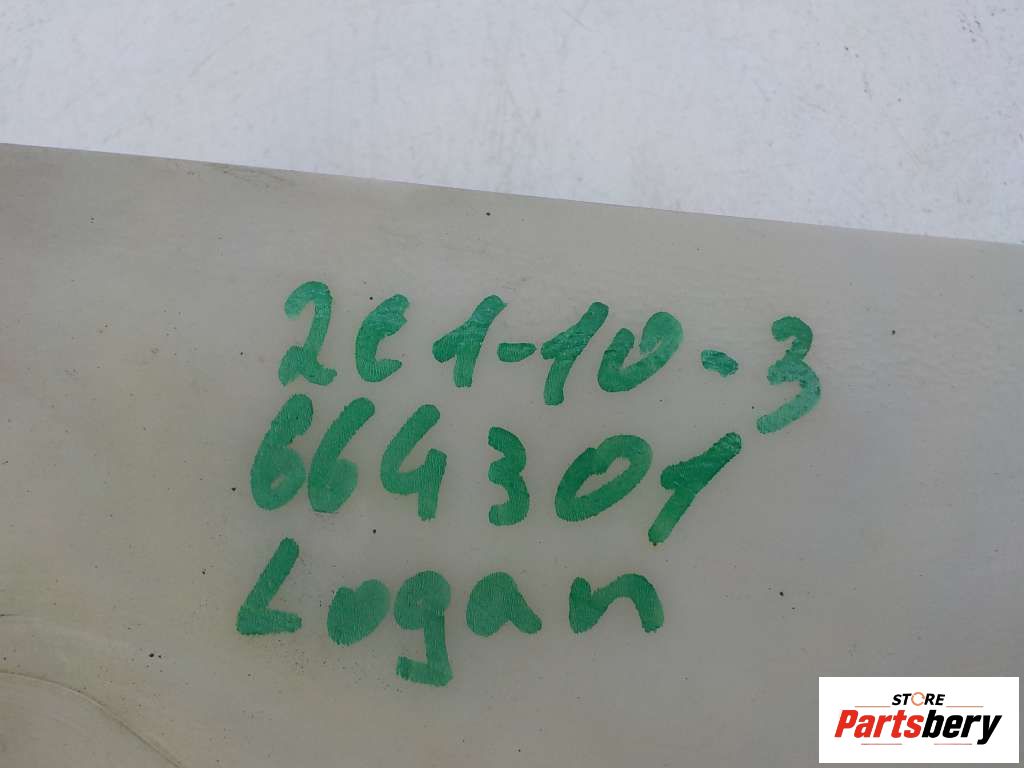 2C1-10-3
664301
Logan
STORE
Partsbery